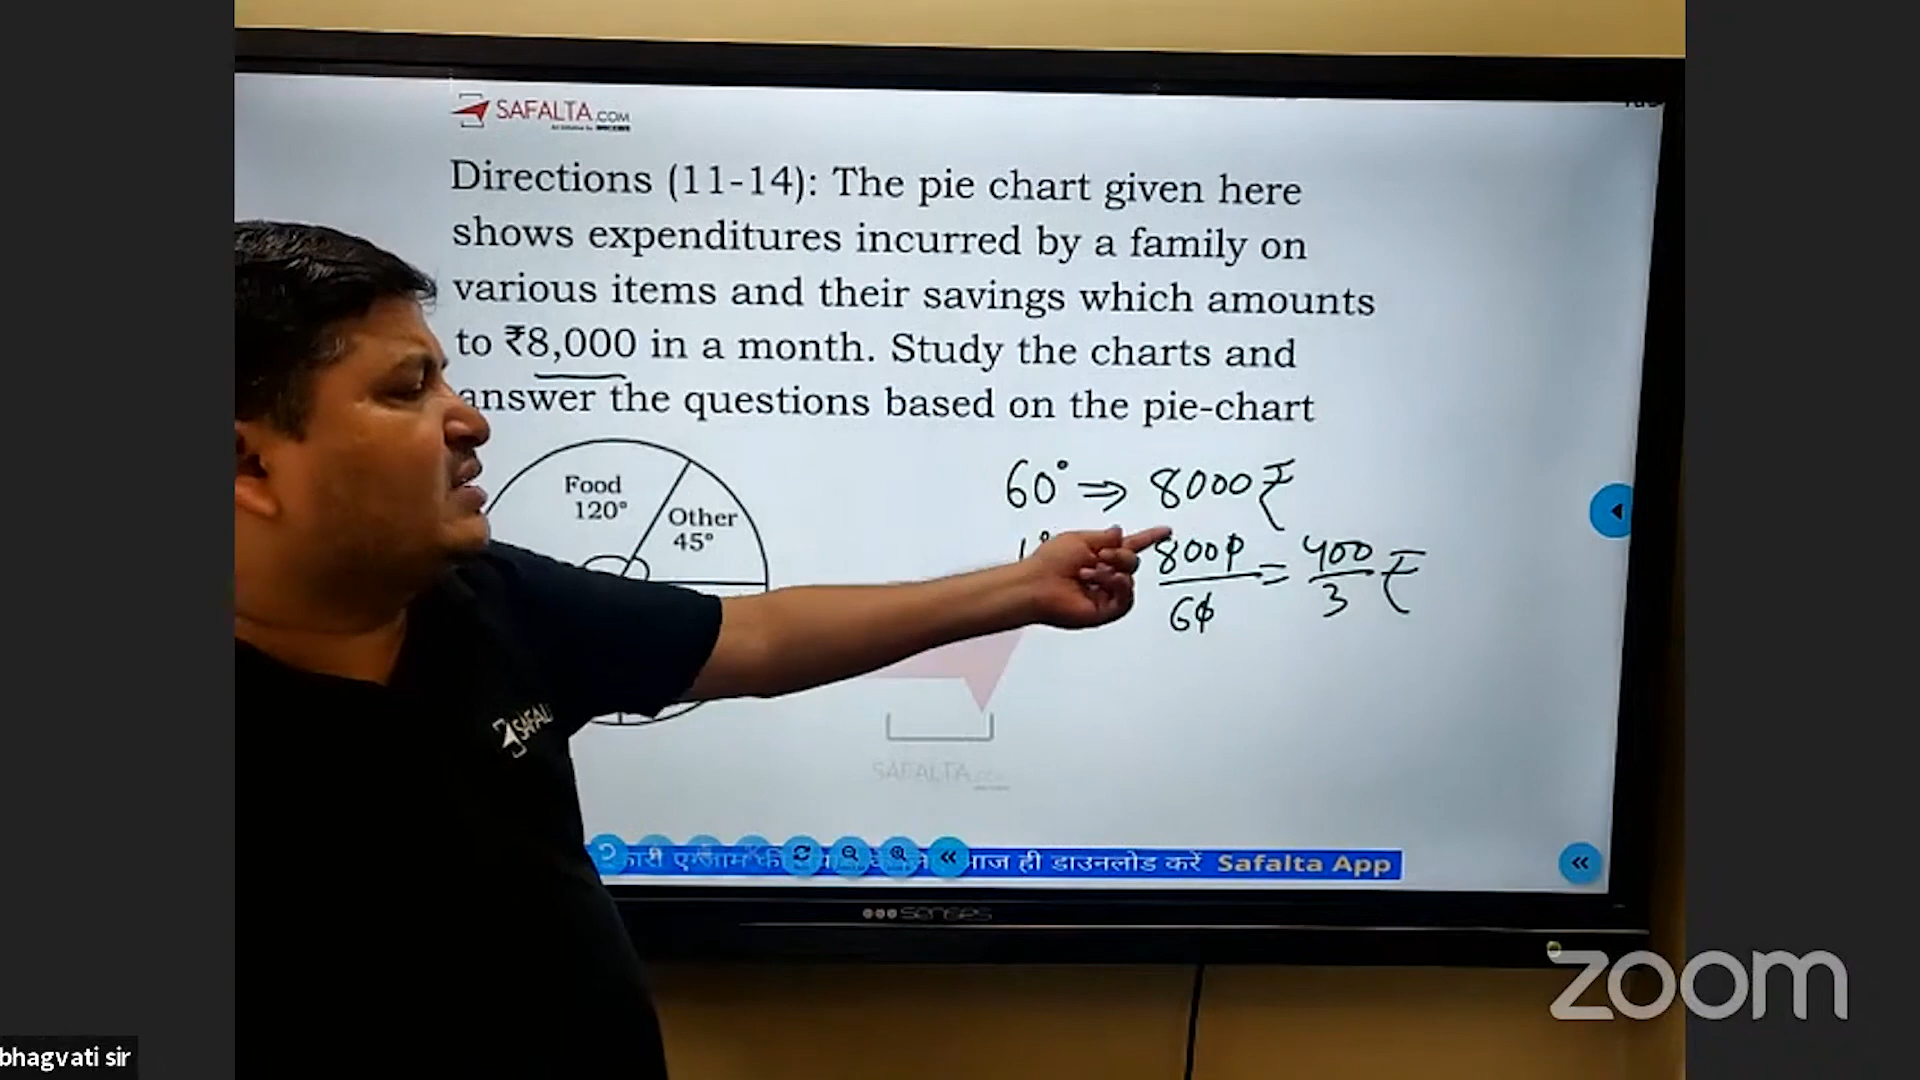 SAFALTA.COM
Directions (11-14): The pie chart given here
shows expenditures incurred by a family on
various items and their savings which amounts
to ₹8,000 in a month. Study the charts and
answer the questions based on the pie-chart
Food
120°
Other
45°
60° ⇒ 8000 ₹
1° 8000/60 = 400/3 ₹
SAFALTA
SAFALTA.COM
आज ही डाउनलोड करें Safalta App
senses
zoom
bhagvati sir